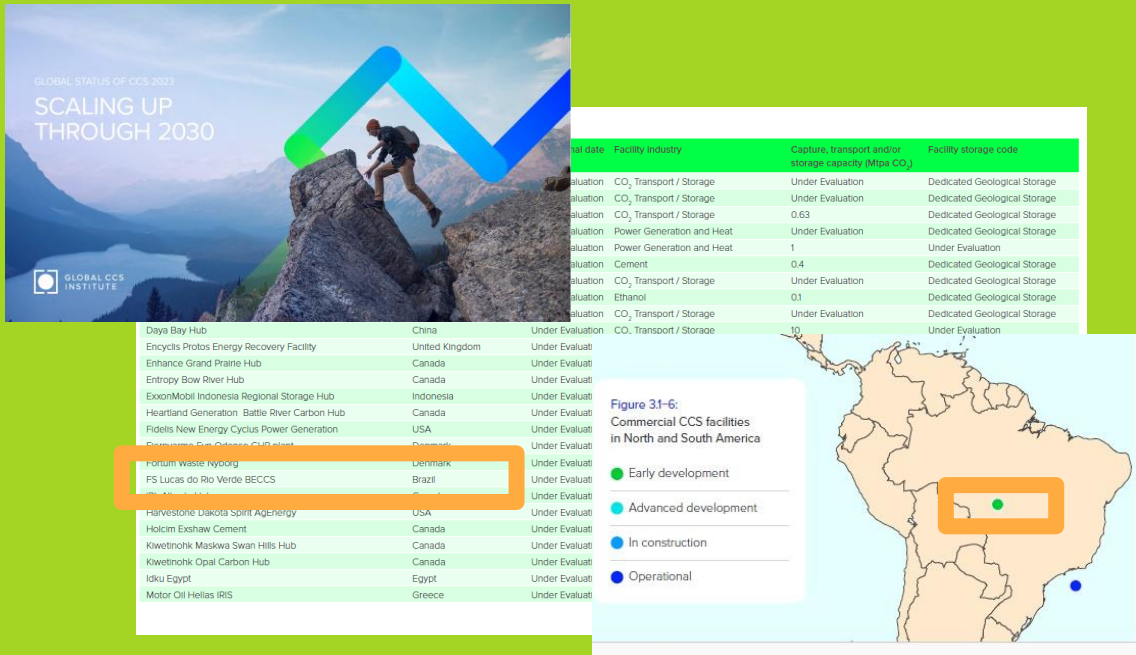 GLOBAL STATUS OF CCS 2023
SCALING UP
THROUGH 2030
GLOBAL CCS
INSTITUTE
nal date Facility Industry Capture, transport and/or storage capacity (Mtpa CO2) Facility storage code
aluation CO2 Transport / Storage Under Evaluation Dedicated Geological Storage
aluation CO2 Transport / Storage Under Evaluation Dedicated Geological Storage
aluation CO2 Transport / Storage 0.63 Dedicated Geological Storage
aluation Power Generation and Heat Under Evaluation Dedicated Geological Storage
aluation Power Generation and Heat 1 Under Evaluation
aluation Cement 0.4 Dedicated Geological Storage
aluation CO2 Transport / Storage Under Evaluation Dedicated Geological Storage
aluation Ethanol 0.1 Dedicated Geological Storage
aluation CO2 Transport / Storage Under Evaluation Dedicated Geological Storage
Daya Bay Hub China Under Evaluation CO2 Transport / Storage 10 Under Evaluation
Encyclis Protos Energy Recovery Facility United Kingdom Under Evaluati
Enhance Grand Prairie Hub Canada Under Evaluati
Entropy Bow River Hub Canada Under Evaluati
ExxonMobil Indonesia Regional Storage Hub Indonesia Under Evaluati
Heartland Generation Battle River Carbon Hub Canada Under Evaluati
Fidelis New Energy Cyclus Power Generation USA Under Evaluati
Denmark Under Evaluati
Fortum Waste Nyborg Denmark Under Evaluati
FS Lucas do Rio Verde BECCS Brazil Under Evaluati
Under Evaluati
Harvestone Dakota Spirit AgEnergy USA Under Evaluati
Holcim Exshaw Cement Canada Under Evaluati
Kiwetinohk Maskwa Swan Hills Hub Canada Under Evaluati
Kiwetinohk Opal Carbon Hub Canada Under Evaluati
Idku Egypt Egypt Under Evaluati
Motor Oil Hellas IRIS Greece Under Evaluati
Figure 3.1-6:
Commercial CCS facilities
in North and South America
Early development
Advanced development
In construction
Operational